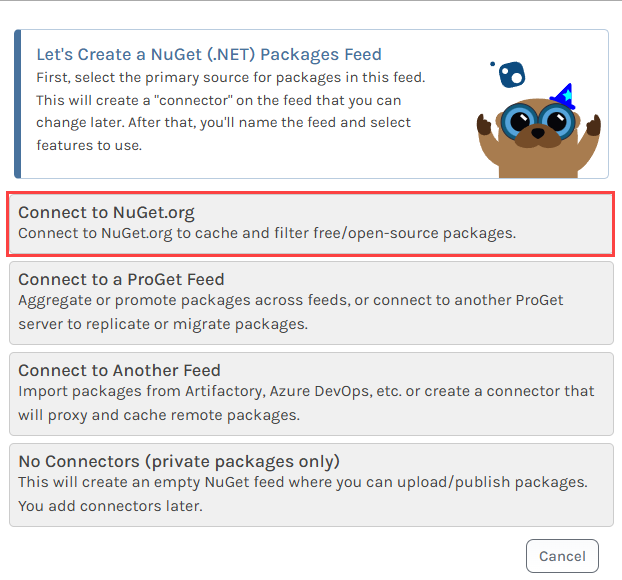 Let's Create a NuGet (.NET) Packages Feed
First, select the primary source for packages in this feed.
This will create a "connector" on the feed that you can
change later. After that, you'll name the feed and select
features to use.
Connect to NuGet.org
Connect to NuGet.org to cache and filter free/open-source packages.
Connect to a ProGet Feed
Aggregate or promote packages across feeds, or connect to another ProGet
server to replicate or migrate packages.
Connect to Another Feed
Import packages from Artifactory, Azure DevOps, etc. or create a connector that
will proxy and cache remote packages.
No Connectors (private packages only)
This will create an empty NuGet feed where you can upload/publish packages.
You add connectors later.
Cancel